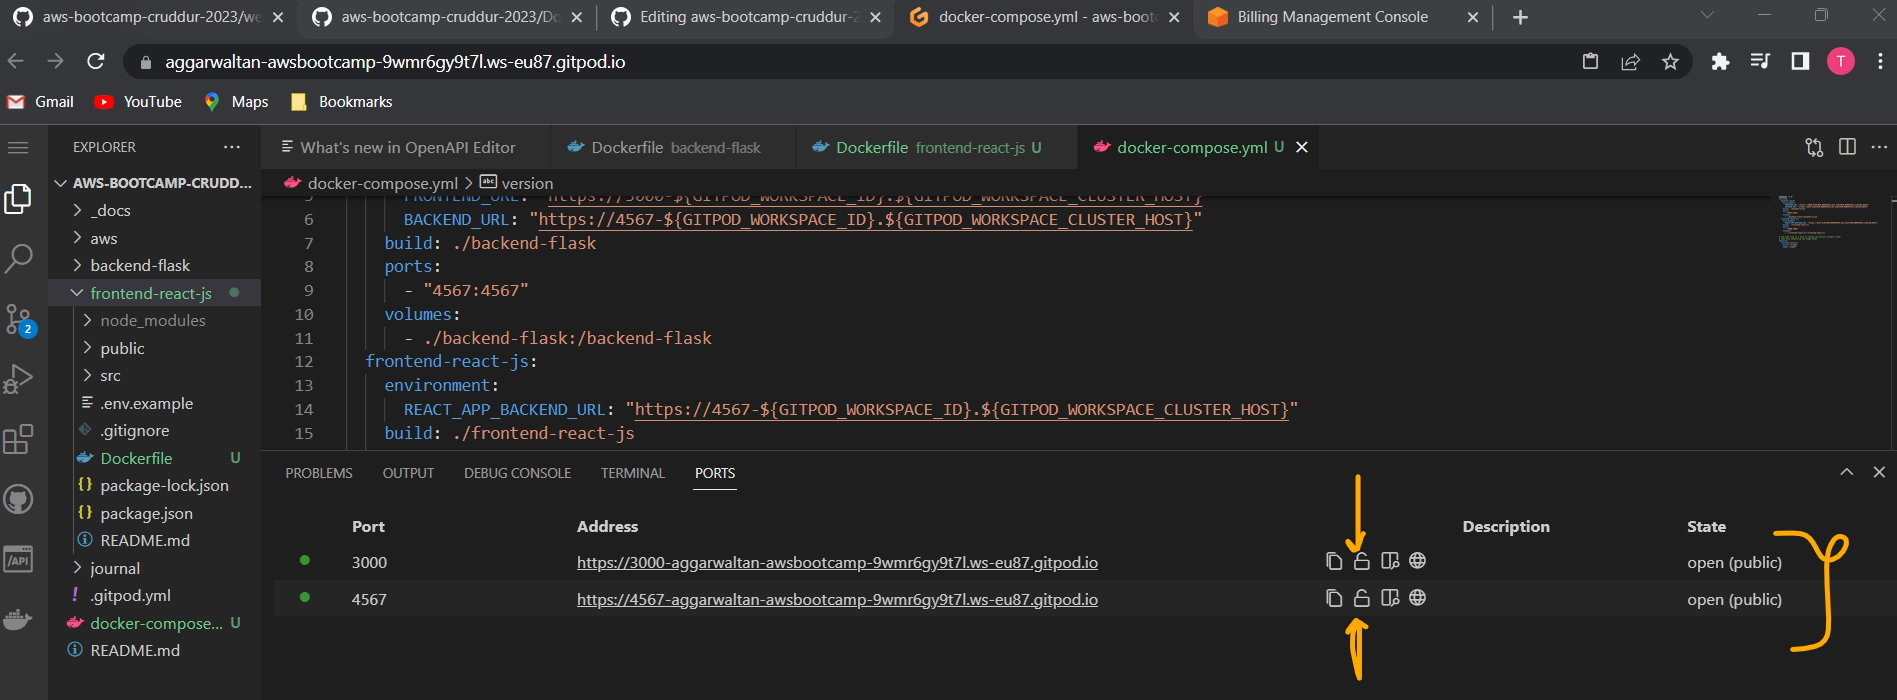 aws-bootcamp-cruddur-2023/we
aws-bootcamp-cruddur-2023/Do
Editing aws-bootcamp-cruddur-2
docker-compose.yml - aws-boot
Billing Management Console
aggarwaltan-awsbootcamp-9wmr6gy9t7l.ws-eu87.gitpod.io
T
Gmail
YouTube
Maps
Bookmarks
EXPLORER
What's new in OpenAPI Editor
Dockerfile backend-flask
Dockerfile frontend-react-js U
docker-compose.yml U
AWS-BOOTCAMP-CRUDD...
_docs
aws
backend-flask
frontend-react-js
node_modules
public
src
.env.example
.gitignore
Dockerfile U
package-lock.json
package.json
README.md
journal
.gitpod.yml
docker-compose... U
README.md
2
/API
docker-compose.yml > abc version
5 FRONTEND_URL: "https://3000-${GITPOD_WORKSPACE_ID}.${GITPOD_WORKSPACE_CLUSTER_HOST}
6 BACKEND_URL: "https://4567-${GITPOD_WORKSPACE_ID}.${GITPOD_WORKSPACE_CLUSTER_HOST}"
7 build: ./backend-flask
8 ports:
9 - "4567:4567"
10 volumes:
11 - ./backend-flask:/backend-flask
12 frontend-react-js:
13 environment:
14 REACT_APP_BACKEND_URL: "https://4567-${GITPOD_WORKSPACE_ID}.${GITPOD_WORKSPACE_CLUSTER_HOST}"
15 build: ./frontend-react-js
PROBLEMS OUTPUT DEBUG CONSOLE TERMINAL PORTS
Port Address Description State
3000 https://3000-aggarwaltan-awsbootcamp-9wmr6gy9t7l.ws-eu87.gitpod.io open (public)
4567 https://4567-aggarwaltan-awsbootcamp-9wmr6gy9t7l.ws-eu87.gitpod.io open (public)